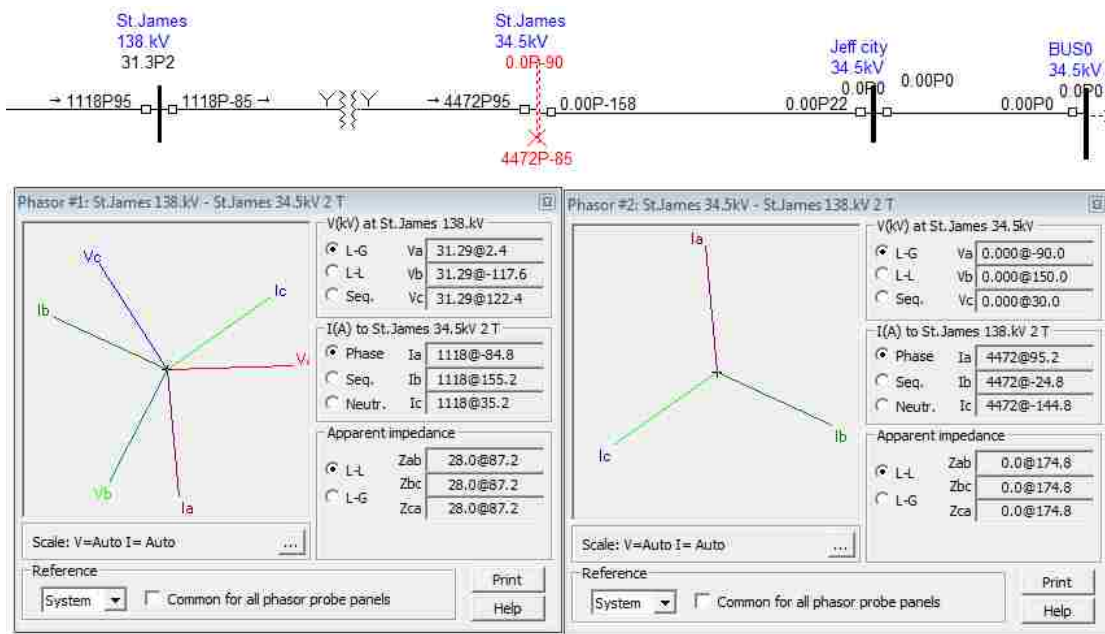 St.James
138.kV
31.3P2
→ 1118P95
1118P-85 →
→ 4472P95
St.James
34.5kV
0.0P-90
4472P-85
0.00P-158
0.00P22
Jeff city
34.5kV
0.0P0
0.00P0
0.00P0
BUS0
34.5kV
0.0P0
Phasor #1: St.James 138.kV - St.James 34.5kV 2 T
Vc
Ib
Ic
Va
Vb
Ia
V(kV) at St.James 138.kV
L-G Va 31.29@2.4
L-L Vb 31.29@-117.6
Seq. Vc 31.29@122.4
I(A) to St.James 34.5kV 2 T
Phase Ia 1118@-84.8
Seq. Ib 1118@155.2
Neutr. Ic 1118@35.2
Apparent impedance
L-L
L-G
Zab 28.0@87.2
Zbc 28.0@87.2
Zca 28.0@87.2
Scale: V=Auto I= Auto
...
Reference
System
Common for all phasor probe panels
Print
Help
Phasor #2: St.James 34.5kV - St.James 138.kV 2 T
Ia
Ic
Ib
V(kV) at St.James 34.5kV
L-G Va 0.000@-90.0
L-L Vb 0.000@150.0
Seq. Vc 0.000@30.0
I(A) to St.James 138.kV 2 T
Phase Ia 4472@95.2
Seq. Ib 4472@-24.8
Neutr. Ic 4472@-144.8
Apparent impedance
L-L
L-G
Zab 0.0@174.8
Zbc 0.0@174.8
Zca 0.0@174.8
Scale: V=Auto I= Auto
...
Reference
System
Common for all phasor probe panels
Print
Help